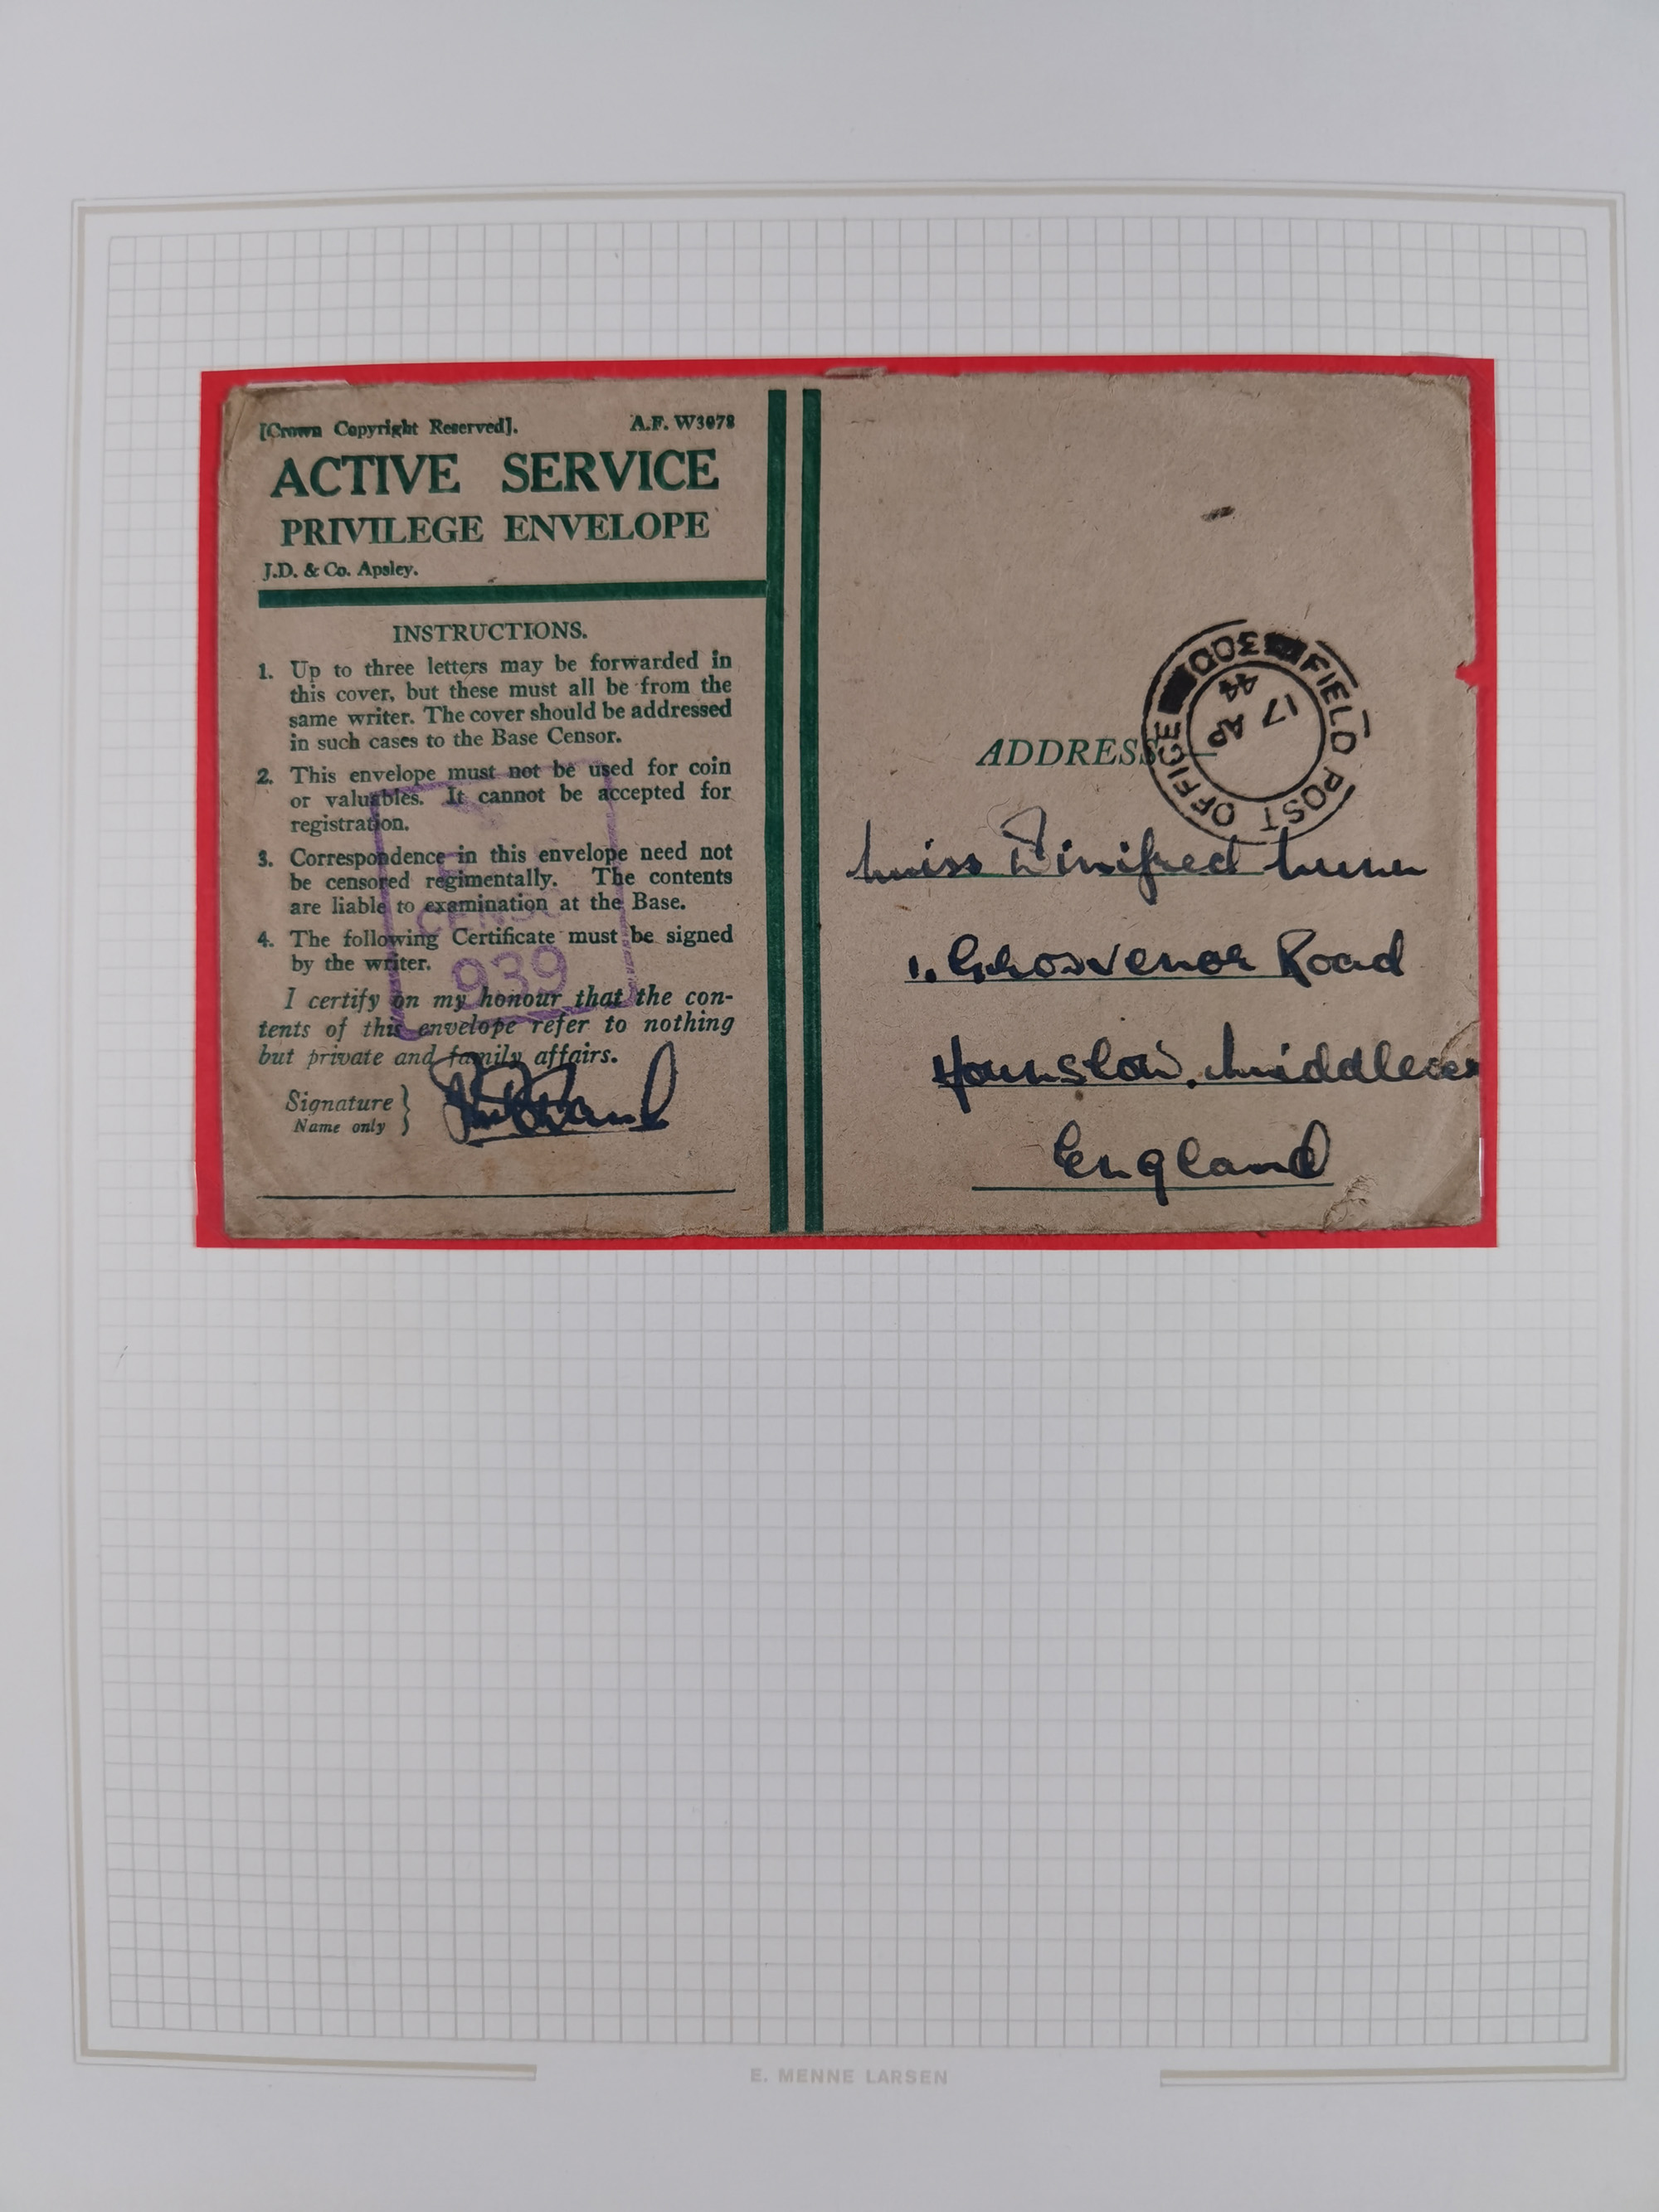 [Crown Copyright Reserved]. A.F. W3078
ACTIVE SERVICE
PRIVILEGE ENVELOPE
J.D. & Co. Apsley.
INSTRUCTIONS.
1. Up to three letters may be forwarded in
this cover, but these must all be from the
same writer. The cover should be addressed
in such cases to the Base Censor.
2. This envelope must not be used for coin
or valuables. It cannot be accepted for
registration.
3. Correspondence in this envelope need not
be censored regimentally. The contents
are liable to examination at the Base.
4. The following Certificate must be signed
by the writer.
I certify on my honour that the con-
tents of this envelope refer to nothing
but private and family affairs.
Signature }
Name only
939
FIELD POST OFFICE
300
17 AP
44
ADDRESS—
Miss Winifred
1. Grosvenor Road
Hounslow. Middlesex
England
E. MENNE LARSEN